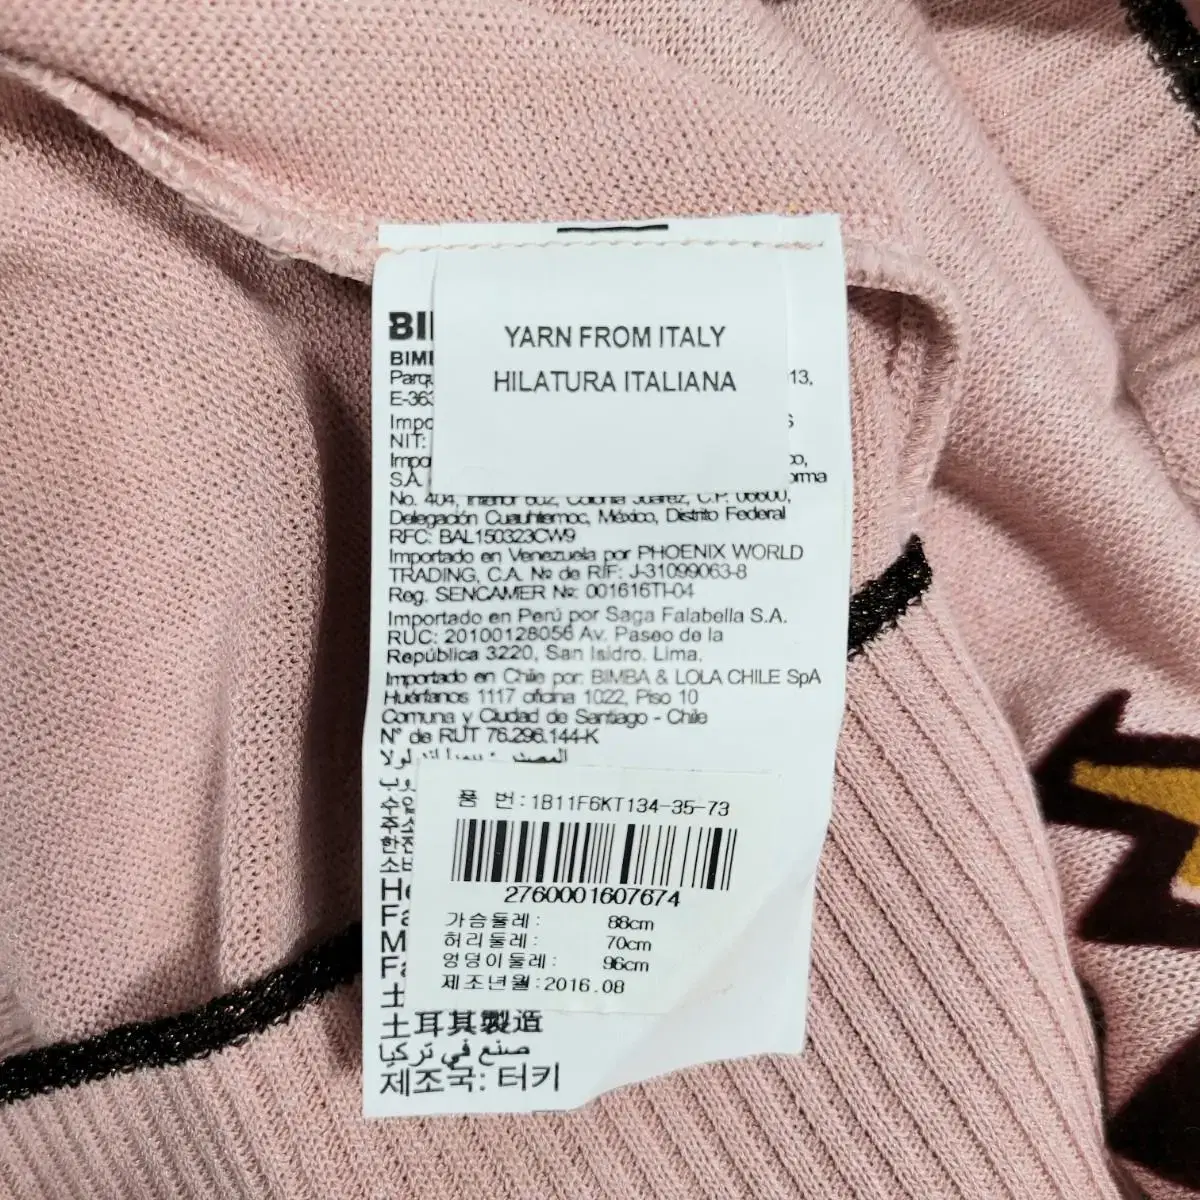 YARN FROM ITALY
HILATURA ITALIANA
13,
E-363
NIT:
S.A.
No. 404, Interior 602, Colonia Juárez, C.P. 06600,
Delegación Cuauhtemoc, México, Distrito Federal
RFC: BAL150323CW9
Importado en Venezuela por PHOENIX WORLD
TRADING, C.A. Nº de RIF: J-31099063-8
Reg. SENCAMER Nº: 001616TI-04
Importado en Perú por Saga Falabella S.A.
RUC: 20100128056 Av. Paseo de la
República 3220, San Isidro. Lima.
Importado en Chile por: BIMBA & LOLA CHILE SpA
Huérfanos 1117 oficina 1022, Piso 10
Comuna y Ciudad de Santiago - Chile
N° de RUT 76.296.144-K
품 번:1B11F6KT134-35-73
2760001607674
가슴둘레: 88cm
허리둘레: 70cm
엉덩이둘레: 96cm
제조년월:2016.08
土耳其製造
صنع في تركيا
제조국: 터키